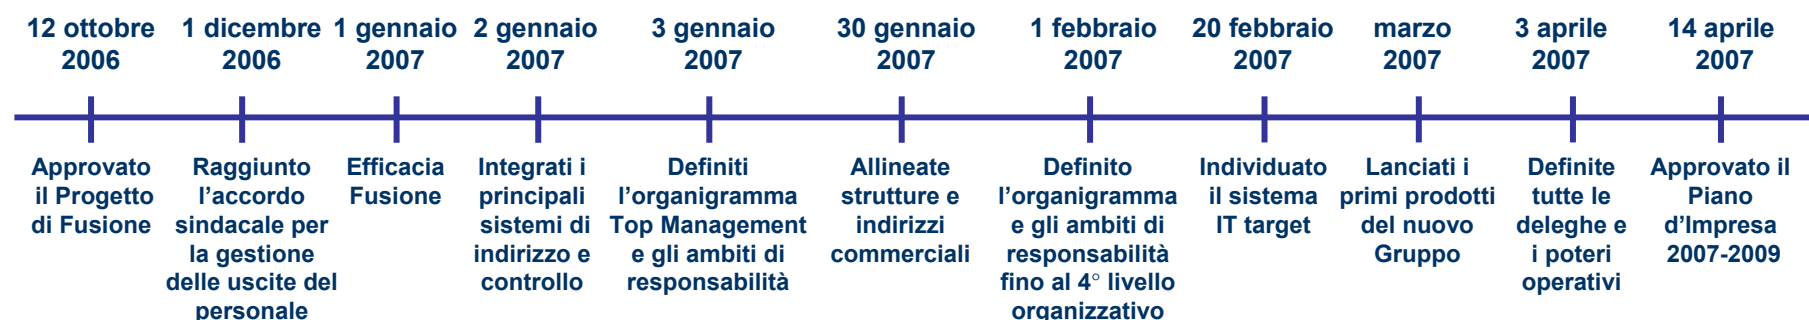 12 ottobre
2006
1 dicembre
2006
1 gennaio
2007
2 gennaio
2007
3 gennaio
2007
30 gennaio
2007
1 febbraio
2007
20 febbraio
2007
marzo
2007
3 aprile
2007
14 aprile
2007
Approvato
il Progetto
di Fusione
Raggiunto
l’accordo
sindacale per
la gestione
delle uscite del
personale
Efficacia
Fusione
Integrati i
principali
sistemi di
indirizzo e
controllo
Definiti
l’organigramma
Top Management
e gli ambiti di
responsabilità
Allineate
strutture e
indirizzi
commerciali
Definito
l’organigramma
e gli ambiti di
responsabilità
fino al 4° livello
organizzativo
Individuato
il sistema
IT target
Lanciati i
primi prodotti
del nuovo
Gruppo
Definite
tutte le
deleghe e
i poteri
operativi
Approvato il
Piano
d’Impresa
2007-2009